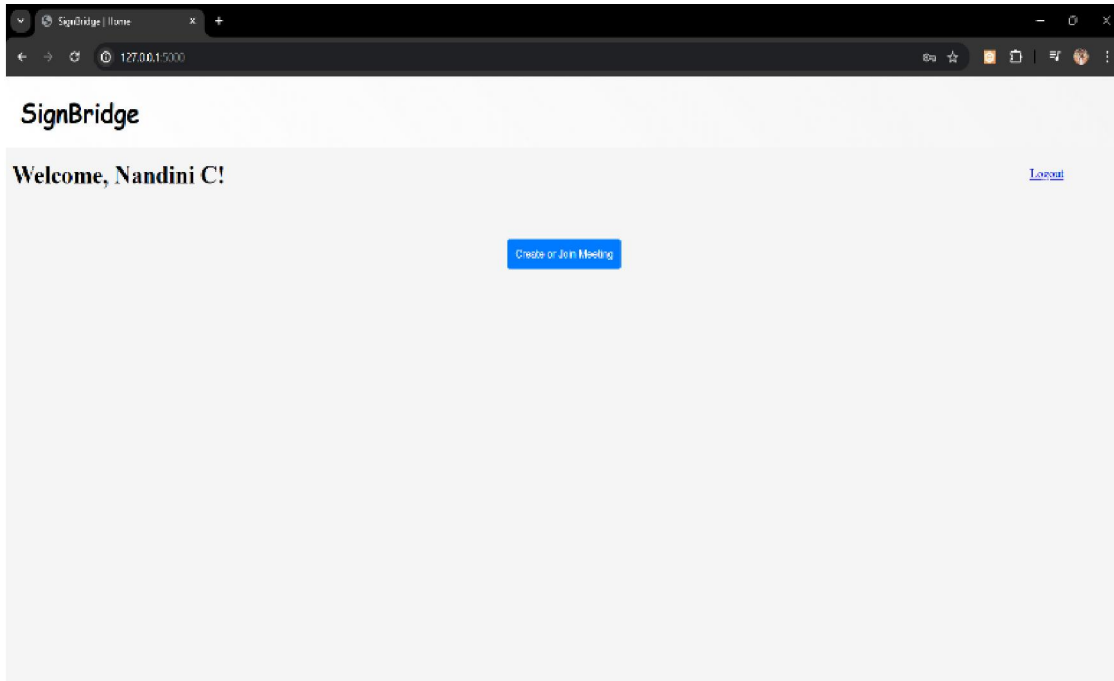 SignBridge | Home
127.0.0.1:5000
SignBridge
Welcome, Nandini C!
Logout
Create or Join Meeting